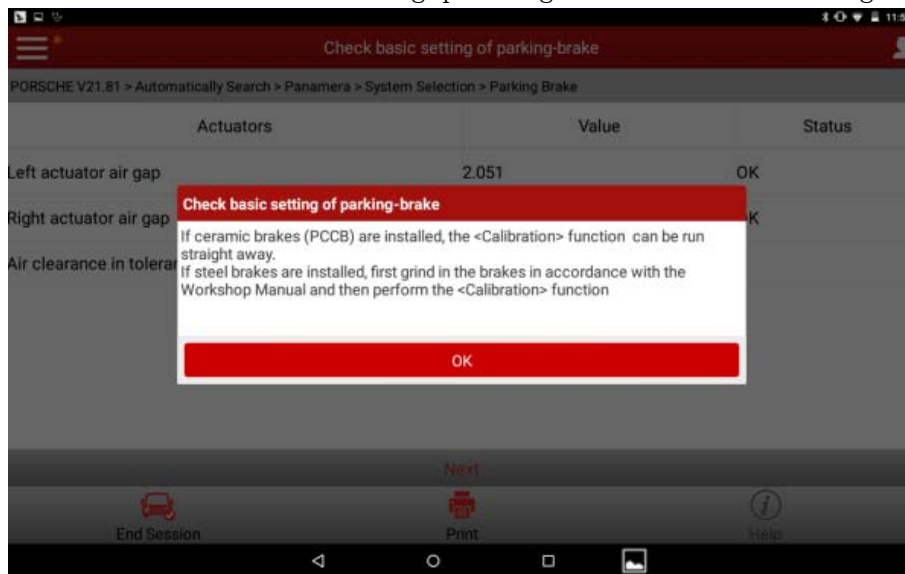 11:5
Check basic setting of parking-brake
PORSCHE V21.81 > Automatically Search > Panamera > System Selection > Parking Brake
Actuators Value Status
Left actuator air gap 2.051 OK
Right actuator air gap K
Air clearance in tolerar
Check basic setting of parking-brake
If ceramic brakes (PCCB) are installed, the <Calibration> function can be run
straight away.
If steel brakes are installed, first grind in the brakes in accordance with the
Workshop Manual and then perform the <Calibration> function
OK
Next
End Session Print Help